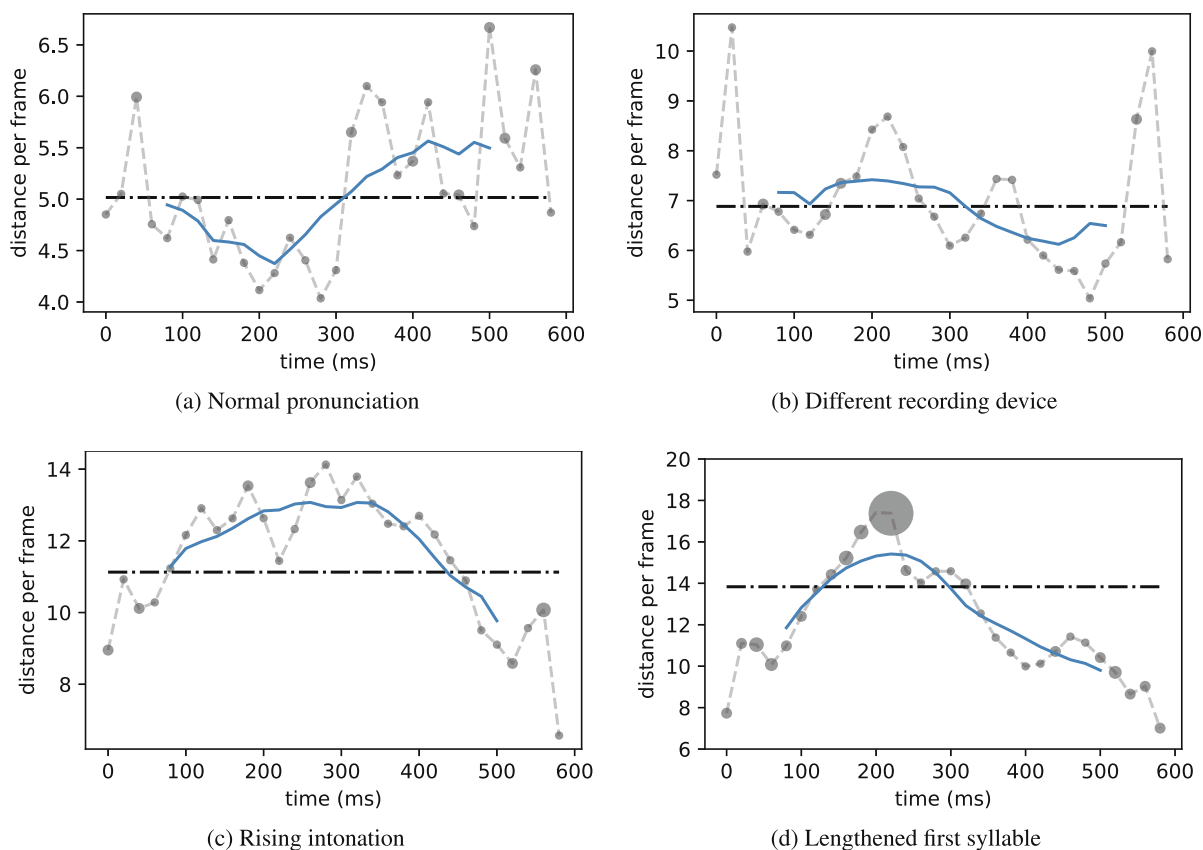 6.5
6.0
5.5
5.0
4.5
4.0
distance per frame
0 100 200 300 400 500 600
time (ms)
(a) Normal pronunciation
10
9
8
7
6
5
distance per frame
0 100 200 300 400 500 600
time (ms)
(b) Different recording device
14
12
10
8
distance per frame
0 100 200 300 400 500 600
time (ms)
(c) Rising intonation
20
18
16
14
12
10
8
6
distance per frame
0 100 200 300 400 500 600
time (ms)
(d) Lengthened first syllable